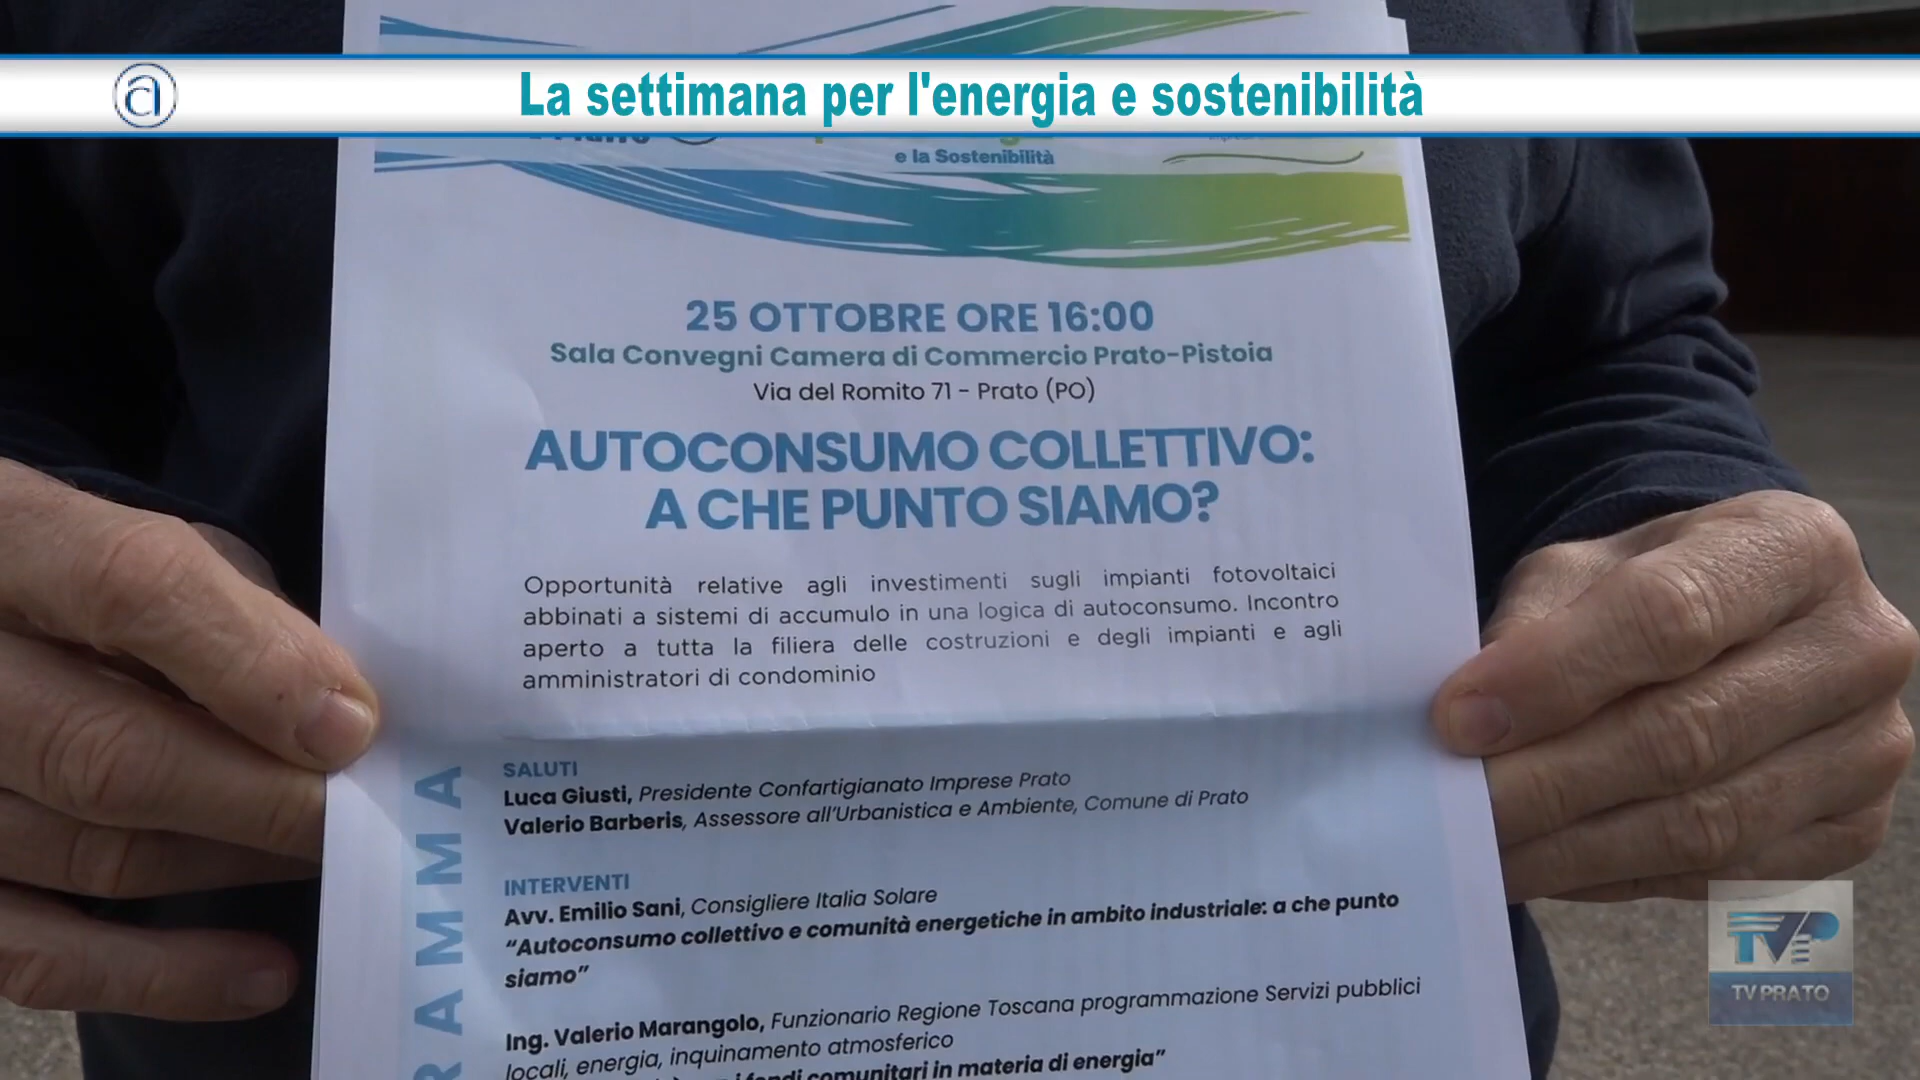 La settimana per l'energia e sostenibilità
e la Sostenibilità
25 OTTOBRE ORE 16:00
Sala Convegni Camera di Commercio Prato-Pistoia
Via del Romito 71 - Prato (PO)
AUTOCONSUMO COLLETTIVO:
A CHE PUNTO SIAMO?
Opportunità relative agli investimenti sugli impianti fotovoltaici
abbinati a sistemi di accumulo in una logica di autoconsumo. Incontro
aperto a tutta la filiera delle costruzioni e degli impianti e agli
amministratori di condominio
SALUTI
Luca Giusti, Presidente Confartigianato Imprese Prato
Valerio Barberis, Assessore all'Urbanistica e Ambiente, Comune di Prato
INTERVENTI
Avv. Emilio Sani, Consigliere Italia Solare
"Autoconsumo collettivo e comunità energetiche in ambito industriale: a che punto
siamo"
Ing. Valerio Marangolo, Funzionario Regione Toscana programmazione Servizi pubblici
locali, energia, inquinamento atmosferico
fondi comunitari in materia di energia"
RAMMA
TVP
TV PRATO